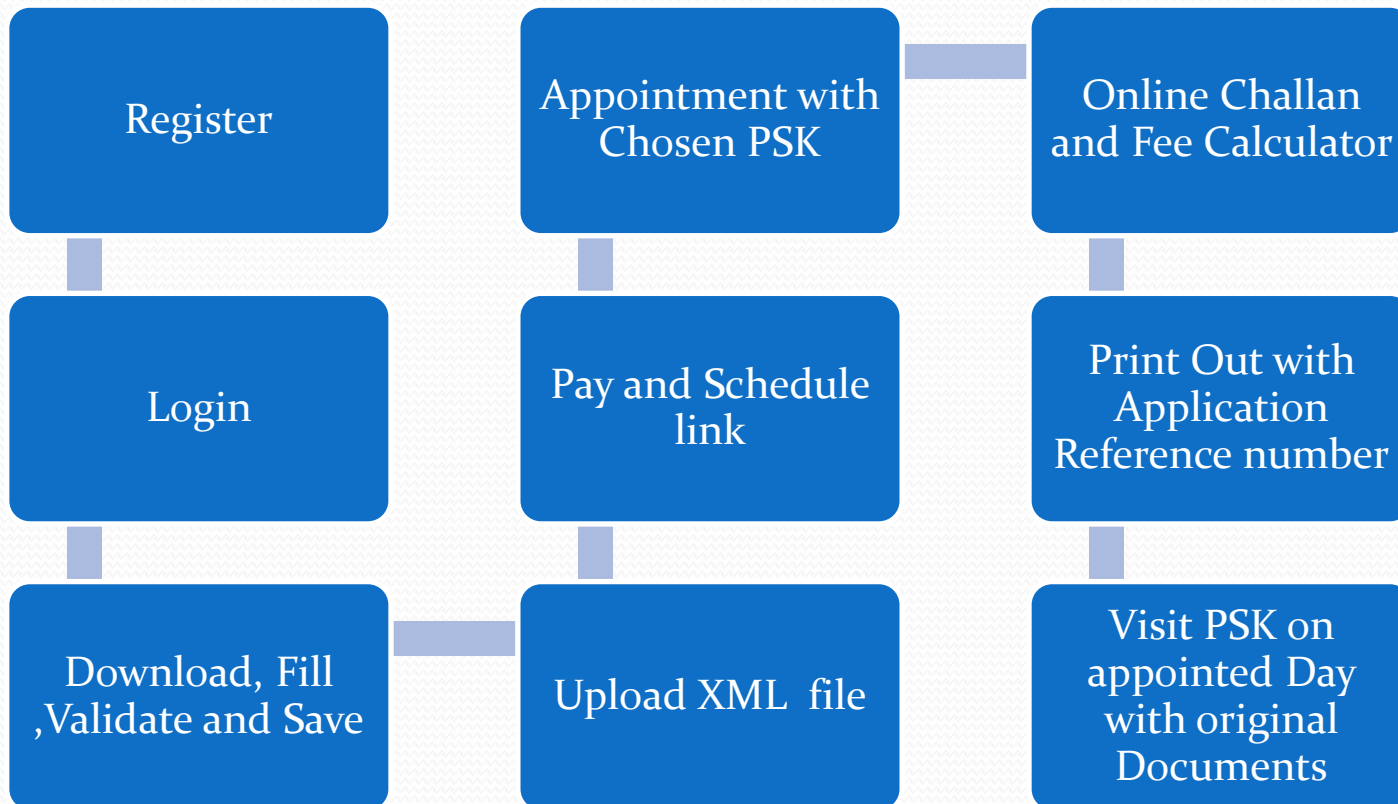 Register
Login
Download, Fill
,Validate and Save
Upload XML file
Pay and Schedule
link
Appointment with
Chosen PSK
Online Challan
and Fee Calculator
Print Out with
Application
Reference number
Visit PSK on
appointed Day
with original
Documents